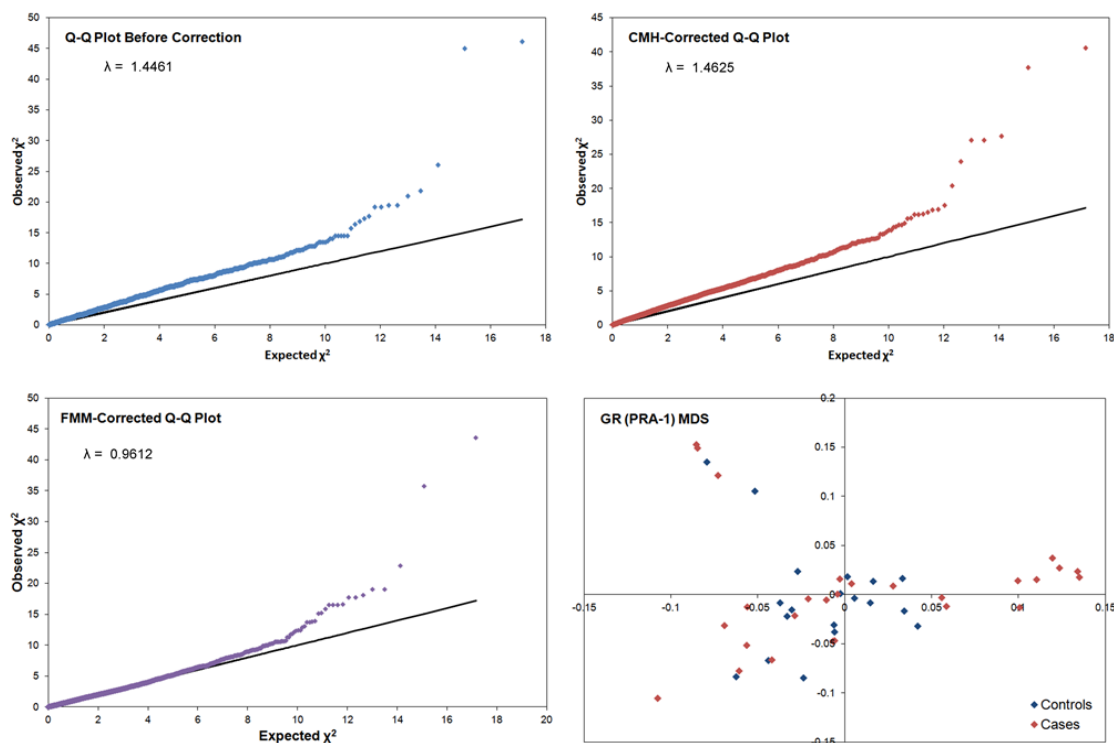 Q-Q Plot Before Correction
λ = 1.4461
50
45
40
35
30
25
20
15
10
5
0
Observed χ²
0 2 4 6 8 10 12 14 16 18
Expected χ²
CMH-Corrected Q-Q Plot
λ = 1.4625
45
40
35
30
25
20
15
10
5
0
Observed χ²
0 2 4 6 8 10 12 14 16 18
Expected χ²
FMM-Corrected Q-Q Plot
λ = 0.9612
50
45
40
35
30
25
20
15
10
5
0
Observed χ²
0 2 4 6 8 10 12 14 16 18 20
Expected χ²
GR (PRA-1) MDS
0.2
0.15
0.1
0.05
0
-0.15 -0.1 -0.05 0 0.05 0.1 0.15
-0.05
-0.1
-0.15
Controls
Cases